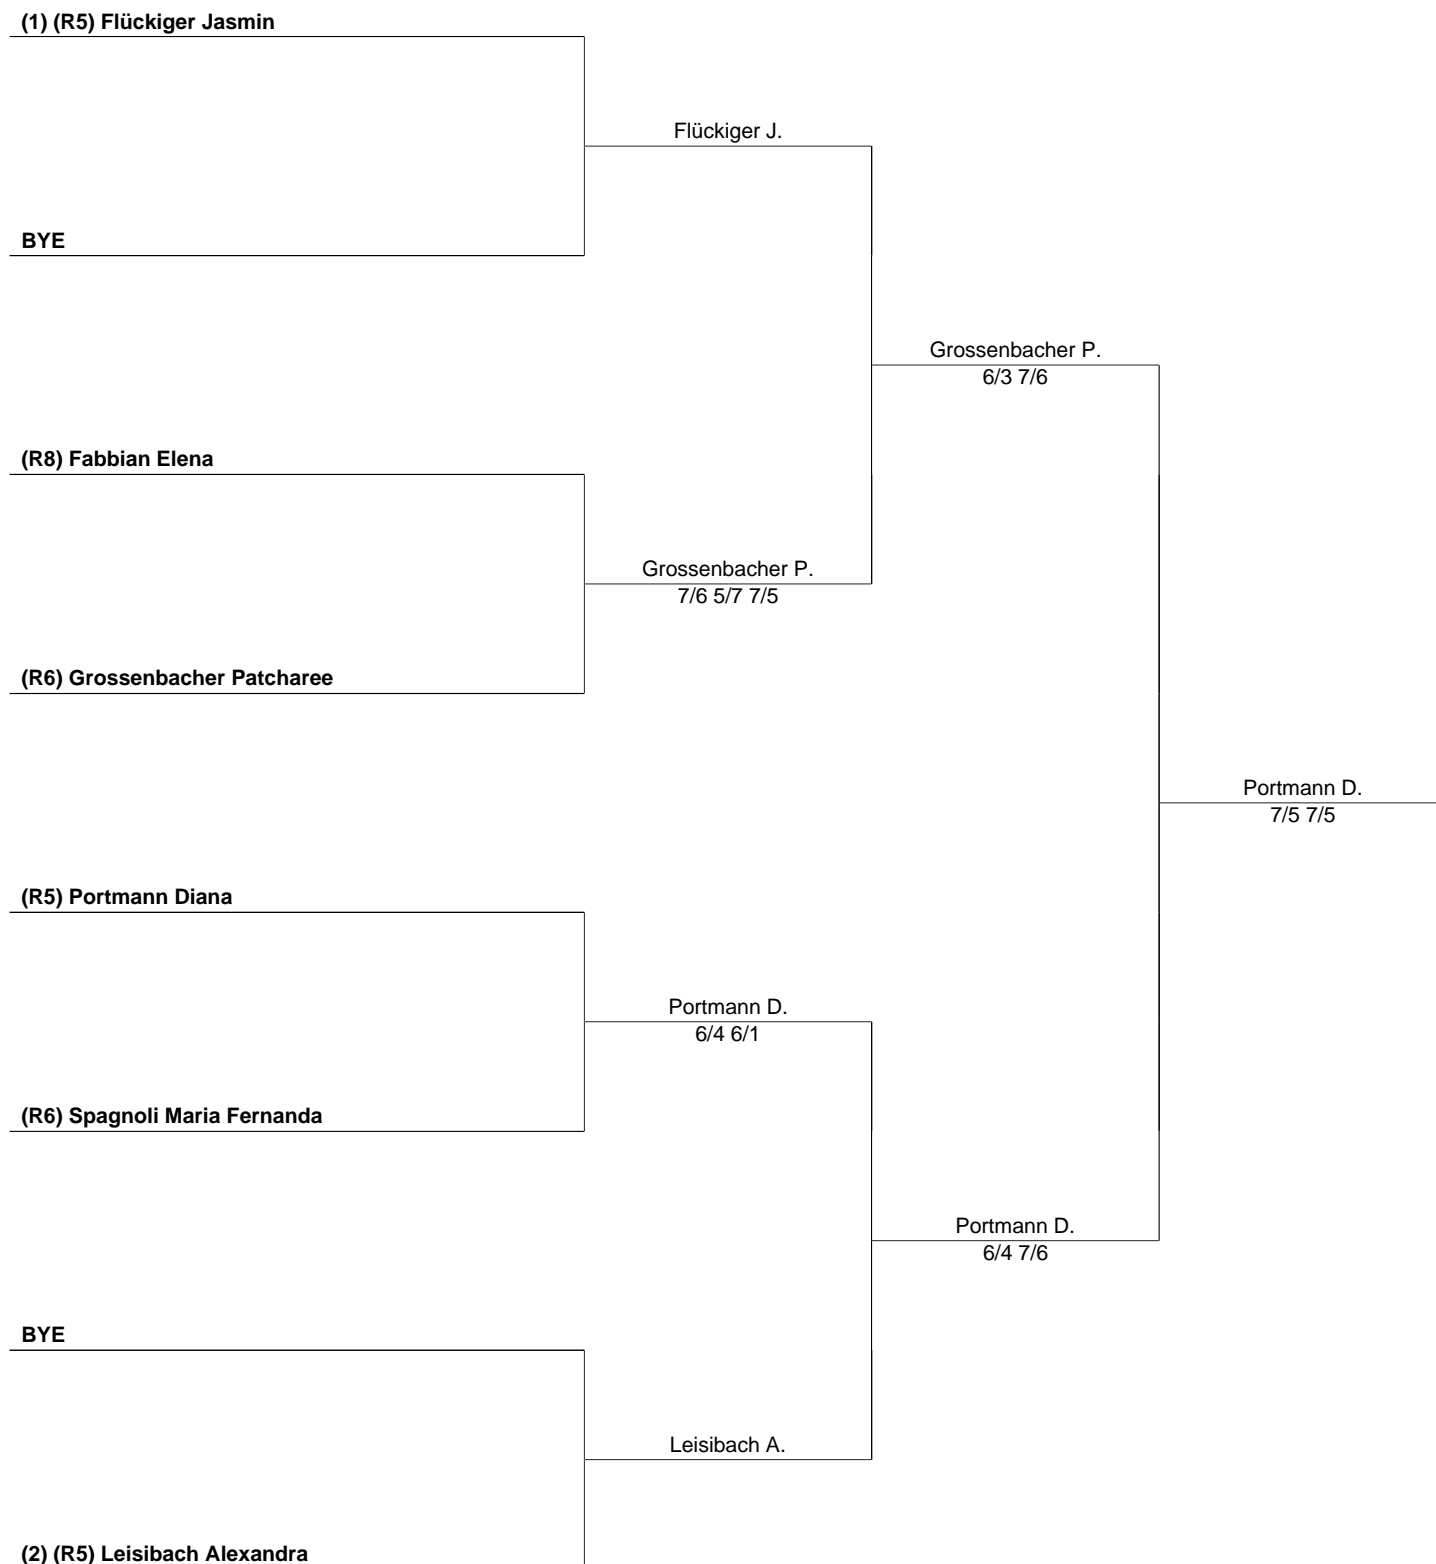 (1) (R5) Flückiger Jasmin
Flückiger J.
BYE
Grossenbacher P.
6/3 7/6
(R8) Fabbian Elena
Grossenbacher P.
7/6 5/7 7/5
(R6) Grossenbacher Patcharee
Portmann D.
7/5 7/5
(R5) Portmann Diana
Portmann D.
6/4 6/1
(R6) Spagnoli Maria Fernanda
Portmann D.
6/4 7/6
BYE
Leisibach A.
(2) (R5) Leisibach Alexandra